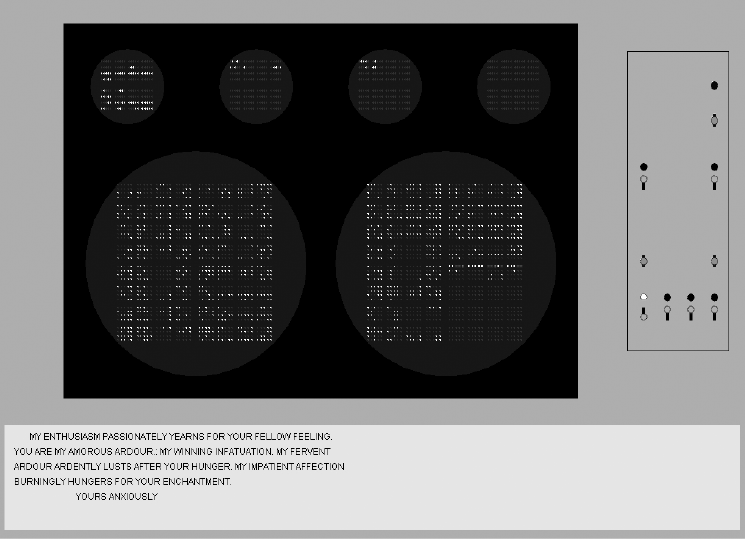 MY ENTHUSIASM PASSIONATELY YEARNS FOR YOUR FELLOW FEELING.
YOU ARE MY AMOROUS ARDOUR.: MY WINNING INFATUATION. MY FERVENT
ARDOUR ARDENTLY LUSTS AFTER YOUR HUNGER. MY IMPATIENT AFFECTION
BURNINGLY HUNGERS FOR YOUR ENCHANTMENT.
YOURS ANXIOUSLY